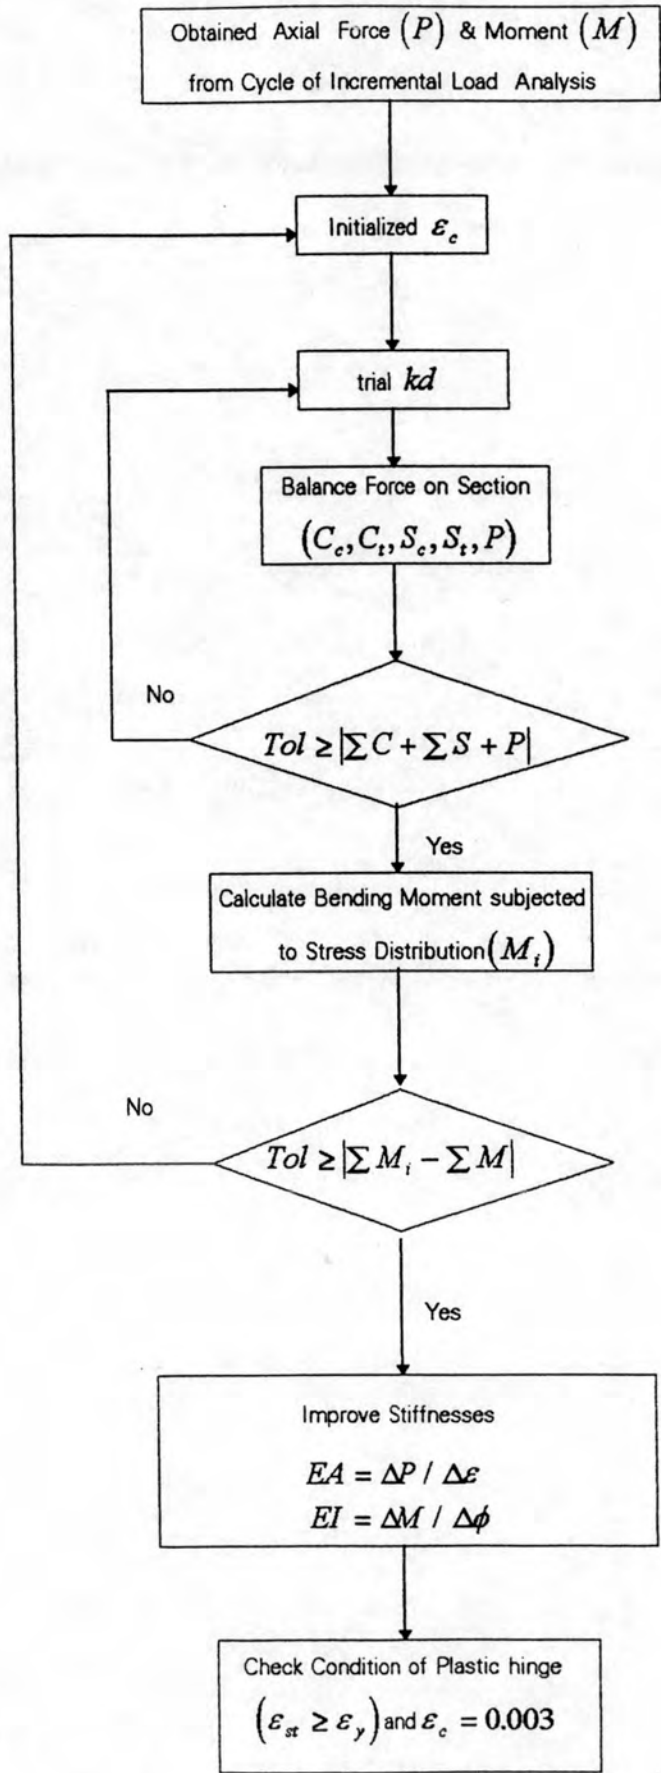 Obtained Axial Force (P) & Moment (M)
from Cycle of Incremental Load Analysis
Initialized ε_c
trial kd
Balance Force on Section
(C_c, C_t, S_c, S_t, P)
No
Tol ≥ |∑C + ∑S + P|
Yes
Calculate Bending Moment subjected
to Stress Distribution (M_i)
No
Tol ≥ |∑M_i − ∑M|
Yes
Improve Stiffnesses
EA = ΔP / Δε
EI = ΔM / Δϕ
Check Condition of Plastic hinge
(ε_st ≥ ε_y) and ε_c = 0.003